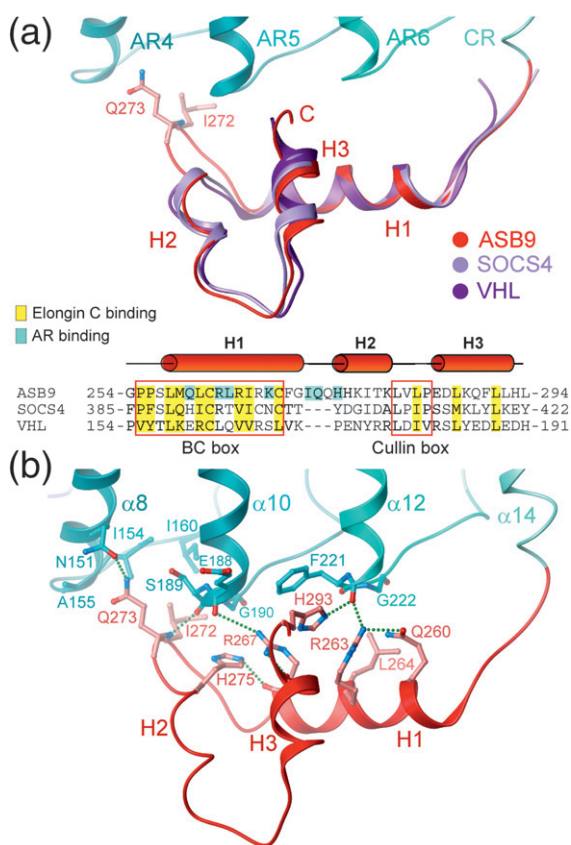 (a)
AR4 AR5 AR6 CR
Q273
I272
C
H3
H2
H1
ASB9
SOCS4
VHL
Elongin C binding
AR binding
H1 H2 H3
ASB9 254-GPPSLMQLCRLRIRKCFGIQQHHKITKLVLPEDLKQFLLHL-294
SOCS4 385-PFSLQHICRTVICNCTT---YDGIDALPIPSSMKLYLKEY-422
VHL 154-PVYTLKERCLQVVRSLVK---PENYRRLDIVRSLYEDLEDH-191
BC box Cullin box
(b)
α8 α10 α12 α14
I154 I160
N151 E188 F221
S189
A155 G190 G222
H293
Q273
I272 R267 R263 Q260
H275 L264
H2 H3 H1